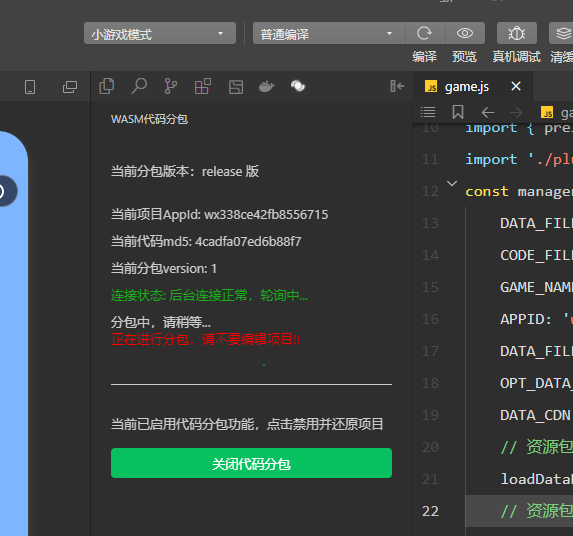 小游戏模式
普通编译
编译 预览 真机调试 清缓
game.js
WASM代码分包
当前分包版本：release 版
当前项目AppId: wx338ce42fb8556715
当前代码md5: 4cadfa07ed6b88f7
当前分包version: 1
连接状态: 后台连接正常，轮词中...
分包中，请稍等...
正在进行分包，请不要编辑项目!!
当前已启用代码分包功能，点击禁用并还原项目
关闭代码分包
JS ga
10 import { pre
11 import './plu
12 const manage
13 DATA_FIL
14 CODE_FIL
15 GAME_NAM
16 APPID: '
17 DATA_FIL
18 OPT_DATA_
19 DATA_CDN
20 // 资源包
21 loadData
22 // 资源包